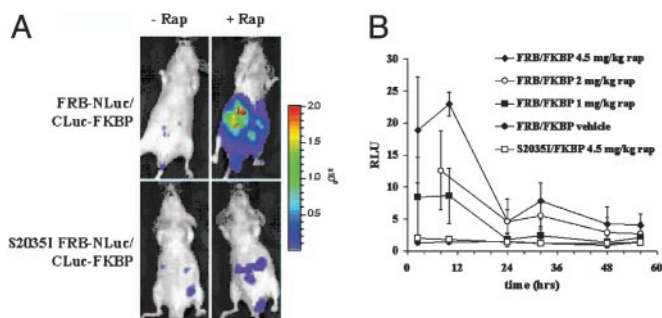 A
- Rap
+ Rap
FRB-NLuc/
CLuc-FKBP
S2035I FRB-NLuc/
CLuc-FKBP
2.0
1.5
1.0
0.5
B
RLU
30
25
20
15
10
5
0
FRB/FKBP 4.5 mg/kg rap
FRB/FKBP 2 mg/kg rap
FRB/FKBP 1 mg/kg rap
FRB/FKBP vehicle
S2035I/FKBP 4.5 mg/kg rap
0 12 24 36 48 60
time (hrs)